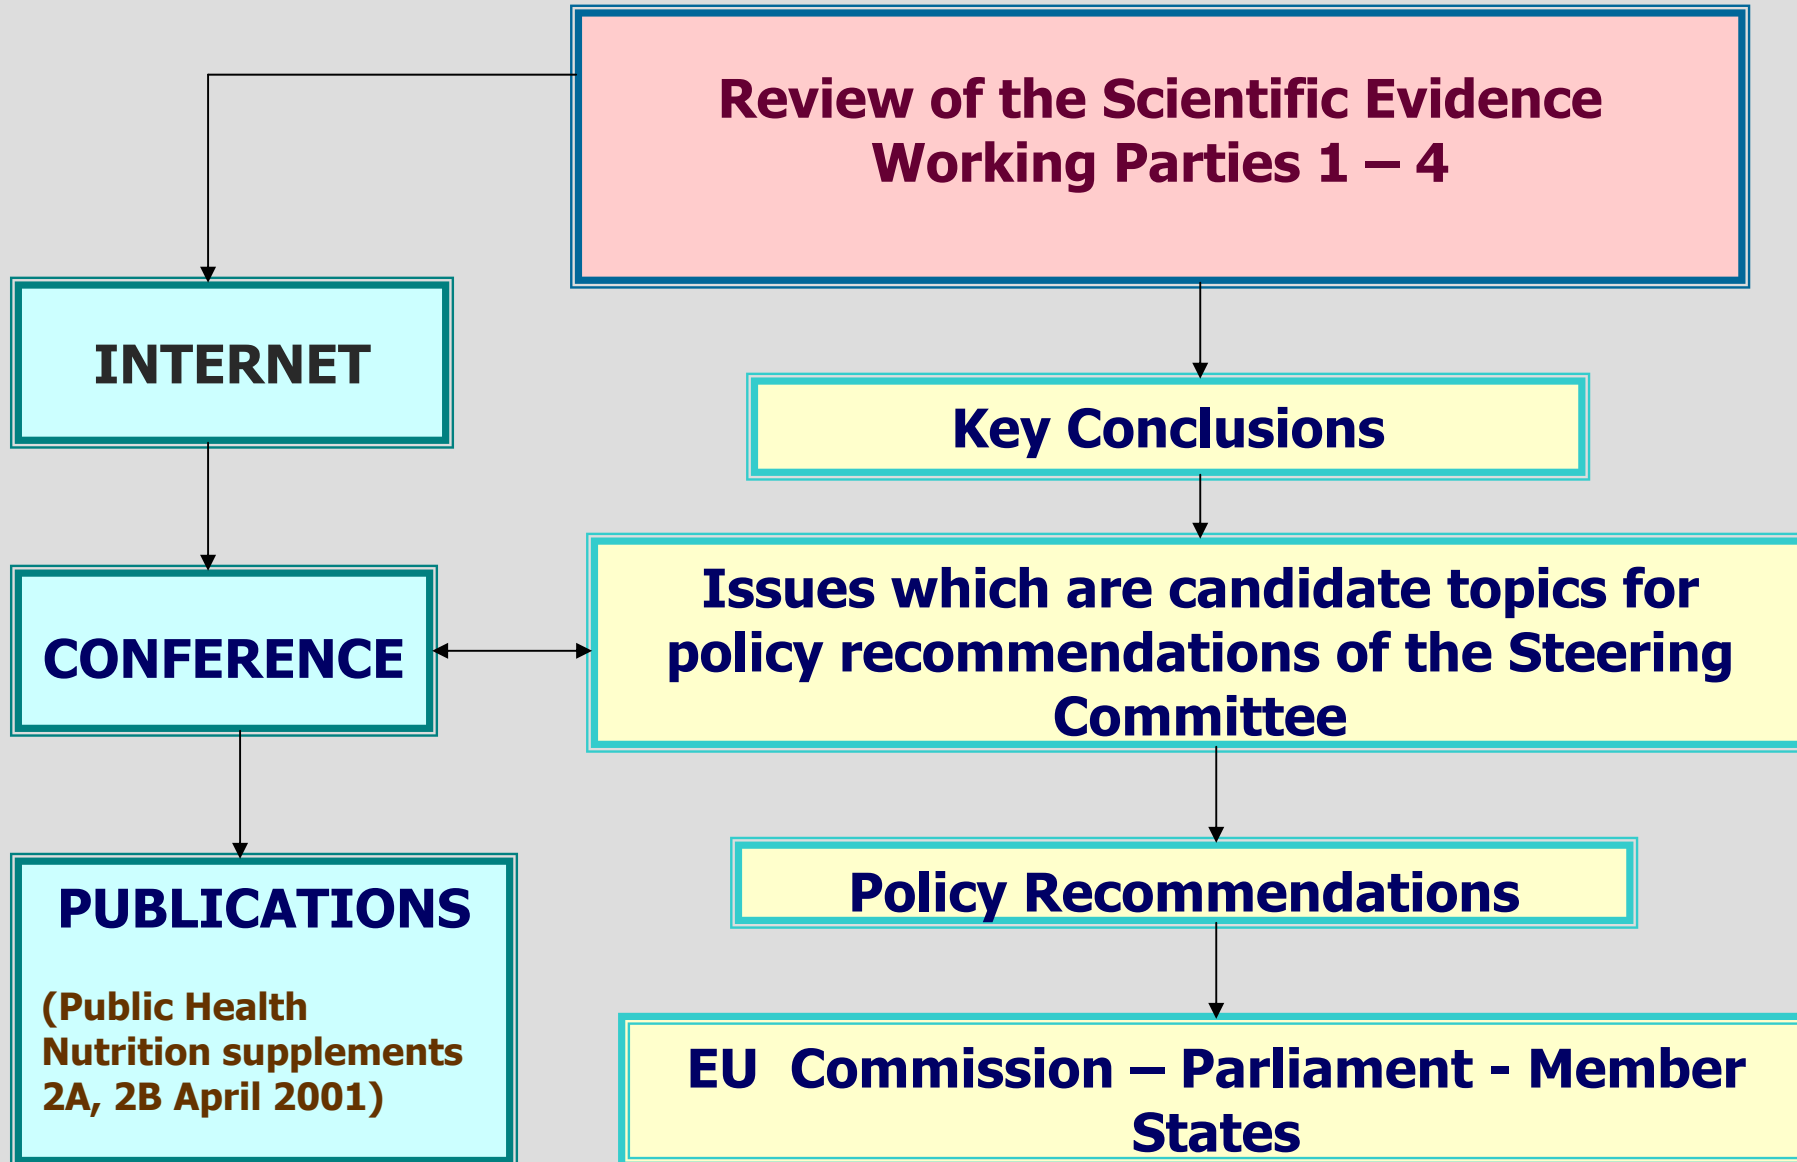 Review of the Scientific Evidence
Working Parties 1 – 4
INTERNET
Key Conclusions
Issues which are candidate topics for
policy recommendations of the Steering
Committee
CONFERENCE
Policy Recommendations
PUBLICATIONS
(Public Health
Nutrition supplements
2A, 2B April 2001)
EU  Commission – Parliament - Member
States